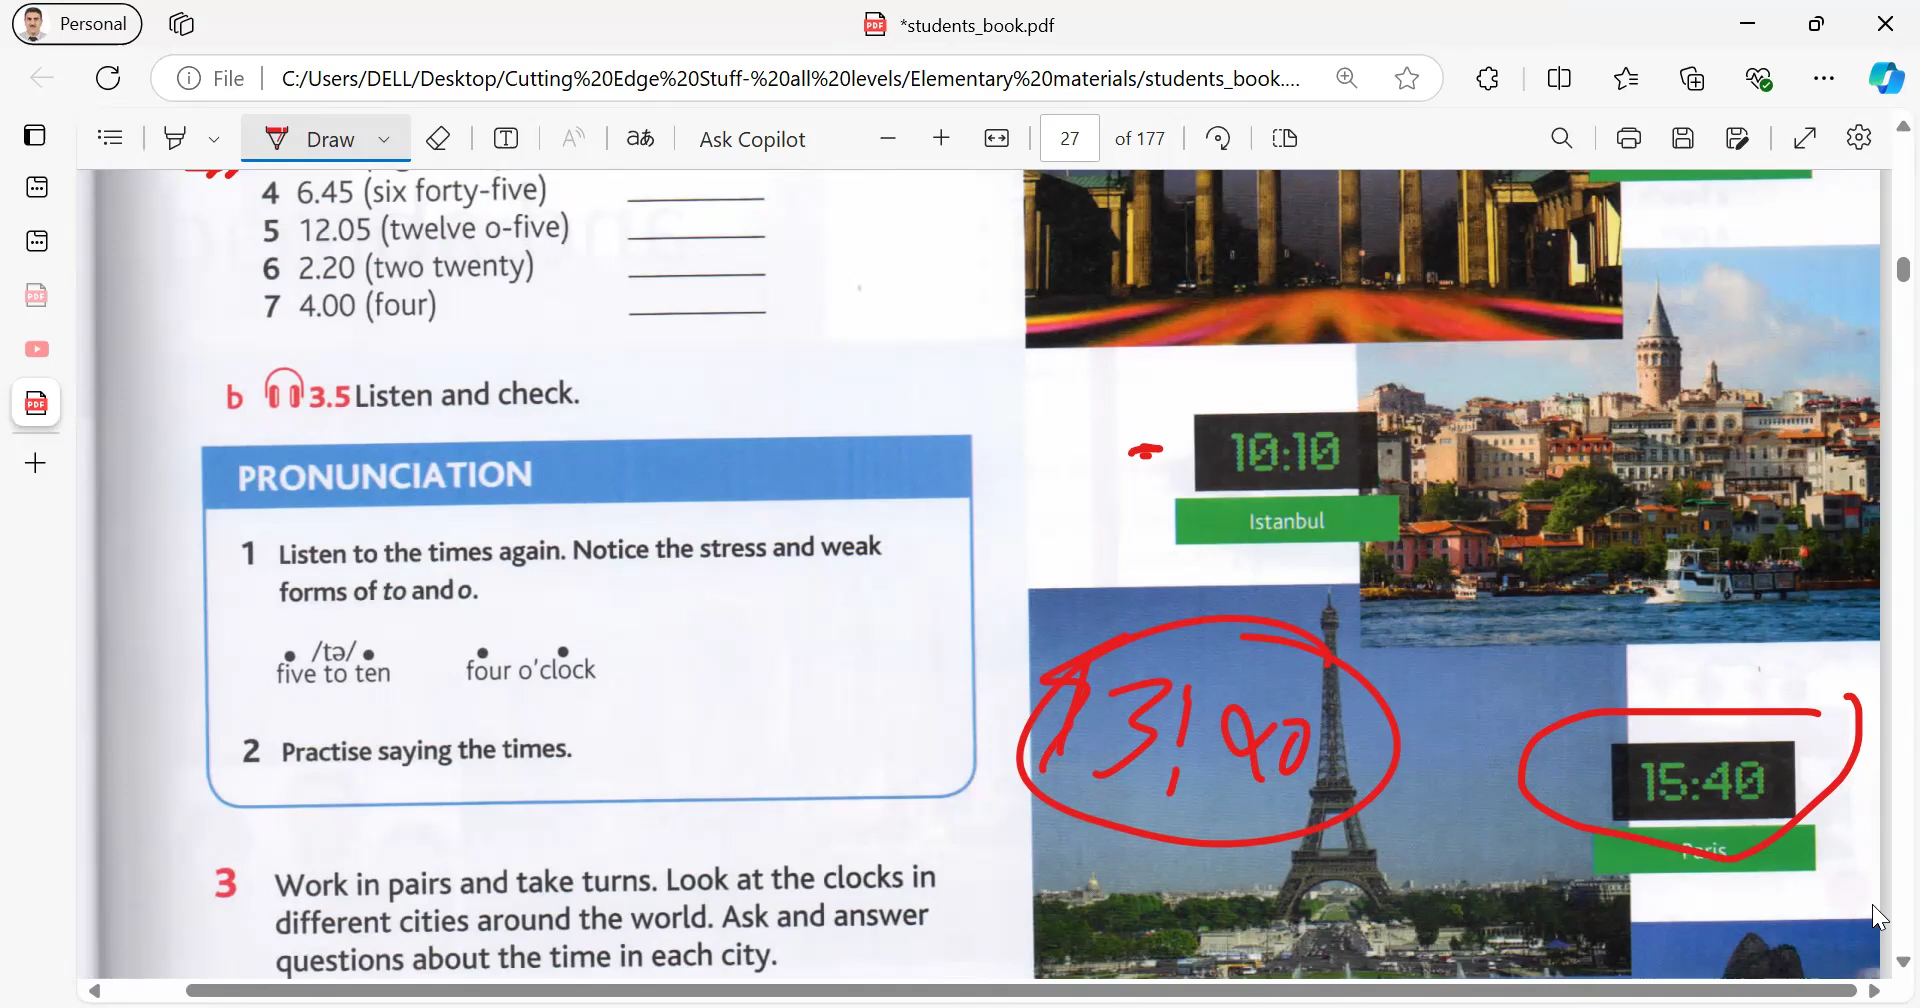 Personal
*students_book.pdf
File
C:/Users/DELL/Desktop/Cutting%20Edge%20Stuff-%20all%20levels/Elementary%20materials/students_book....
Draw
Ask Copilot
27
of 177
4 6.45 (six forty-five)
5 12.05 (twelve o-five)
6 2.20 (two twenty)
7 4.00 (four)
b 3.5 Listen and check.
PRONUNCIATION
1 Listen to the times again. Notice the stress and weak
forms of to and o.
/tə/
five to ten four o'clock
2 Practise saying the times.
3 Work in pairs and take turns. Look at the clocks in
different cities around the world. Ask and answer
questions about the time in each city.
10:10
Istanbul
15:40
Paris